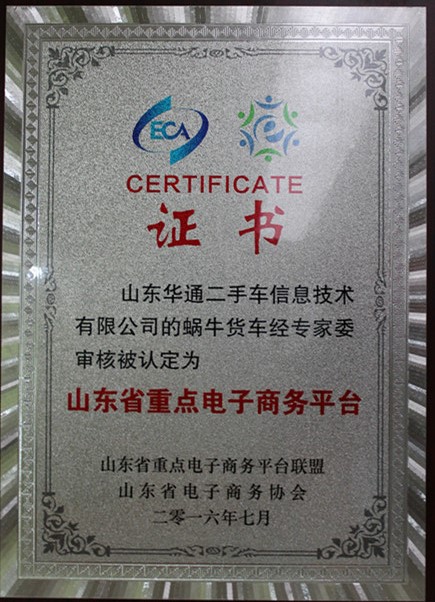 ECA
CERTIFICATE
证书
山东华通二手车信息技术
有限公司的蜗牛货车经专家委
审核被认定为
山东省重点电子商务平台
山东省重点电子商务平台联盟
山东省电子商务协会
二零一六年七月